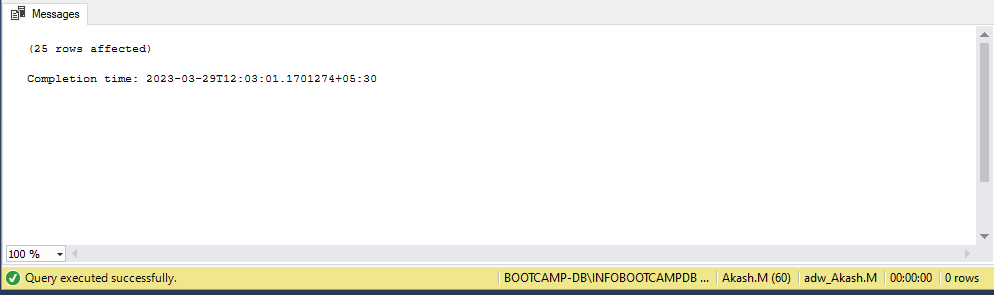 Messages
(25 rows affected)
Completion time: 2023-03-29T12:03:01.1701274+05:30
100 %
Query executed successfully. BOOTCAMP-DB\INFOBOOTCAMPDB ... Akash.M (60) adw_Akash.M 00:00:00 0 rows